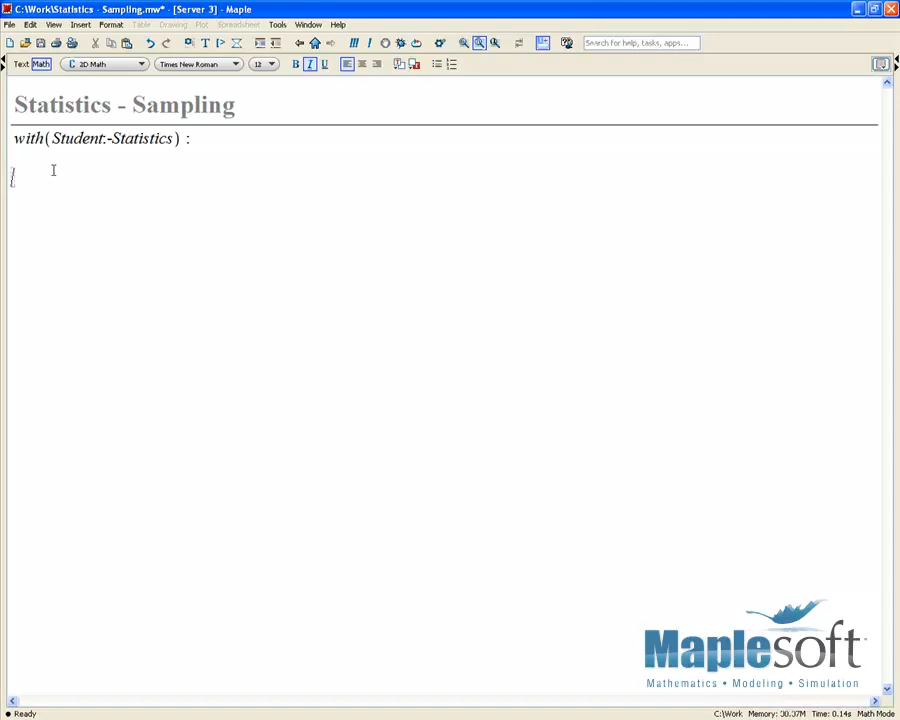 C:\Work\Statistics - Sampling.mw* - [Server 3] - Maple
File Edit View Insert Format Table Drawing Plot Spreadsheet Tools Window Help
Search for help, tasks, apps...
Text Math C 2D Math Times New Roman 12 B I U
Statistics - Sampling
with(Student:-Statistics) :
Maplesoft
Mathematics • Modeling • Simulation
Ready C:\Work Memory: 30.37M Time: 0.14s Math Mode